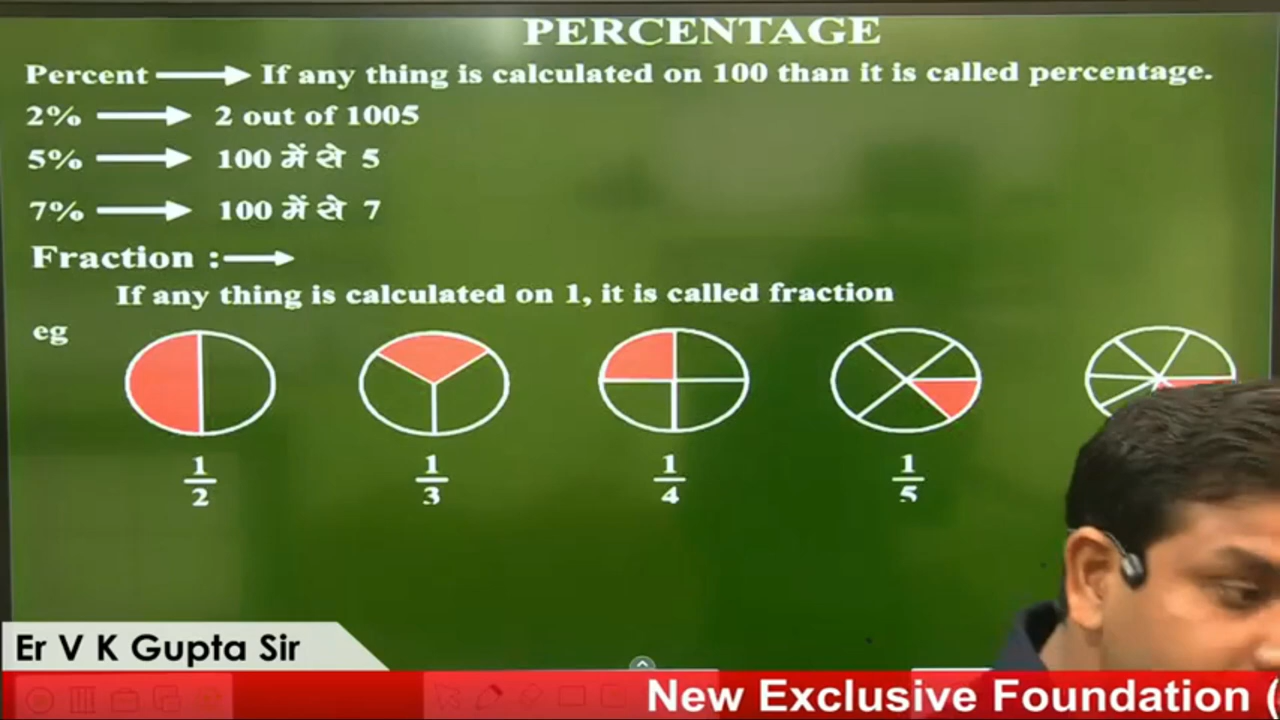 PERCENTAGE
Percent → If any thing is calculated on 100 than it is called percentage.
2% → 2 out of 1005
5% → 100 में से 5
7% → 100 में से 7
Fraction :→
If any thing is calculated on 1, it is called fraction
eg
1/2 1/3 1/4 1/5
Er V K Gupta Sir
New Exclusive Foundation (